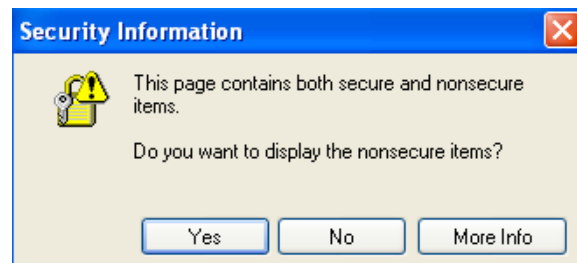 Security Information
This page contains both secure and nonsecure
items.
Do you want to display the nonsecure items?
Yes No More Info